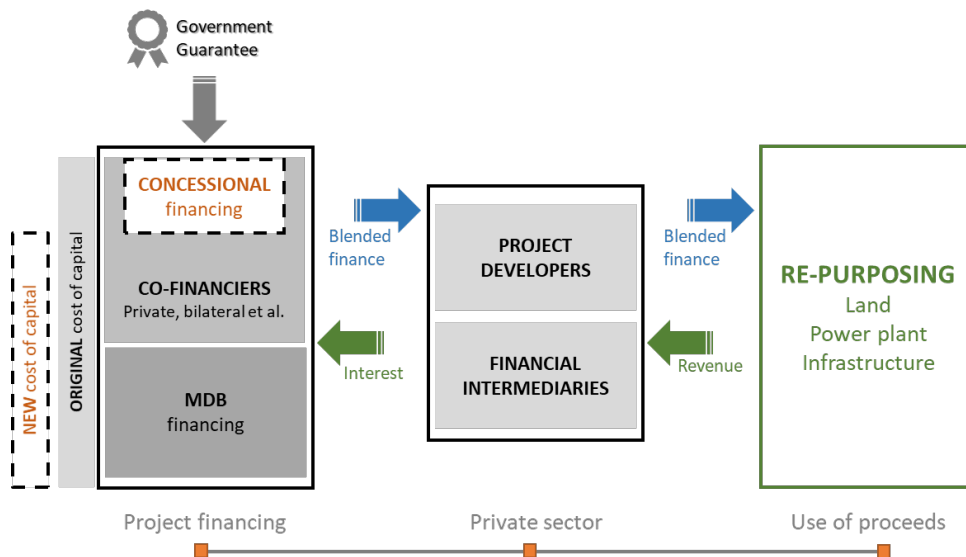 Government
Guarantee
CONCESSIONAL
financing
CO-FINANCIERS
Private, bilateral et al.
MDB
financing
NEW cost of capital
ORIGINAL cost of capital
Blended
finance
Interest
PROJECT
DEVELOPERS
FINANCIAL
INTERMEDIARIES
Blended
finance
Revenue
RE-PURPOSING
Land
Power plant
Infrastructure
Project financing
Private sector
Use of proceeds